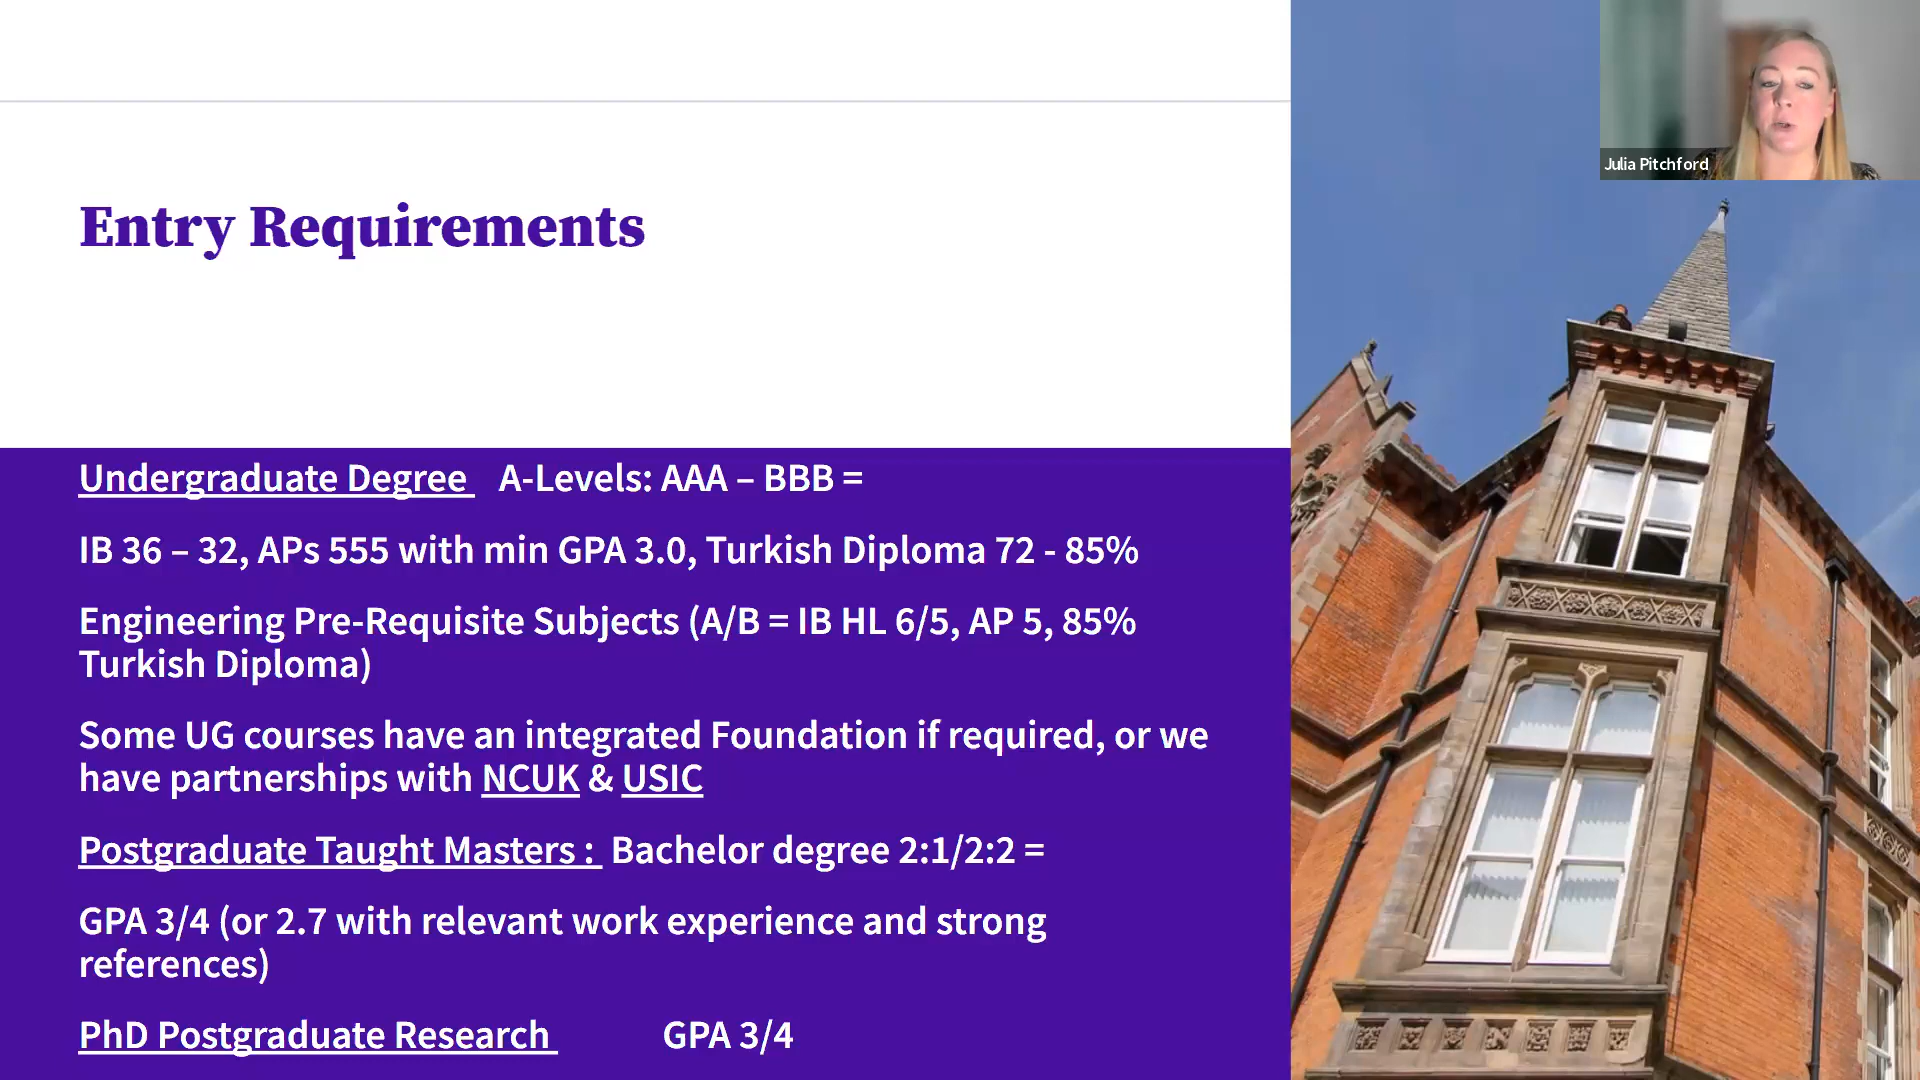 Julia Pitchford
Entry Requirements
Undergraduate Degree A-Levels: AAA – BBB =
IB 36 – 32, APs 555 with min GPA 3.0, Turkish Diploma 72 - 85%
Engineering Pre-Requisite Subjects (A/B = IB HL 6/5, AP 5, 85%
Turkish Diploma)
Some UG courses have an integrated Foundation if required, or we
have partnerships with NCUK & USIC
Postgraduate Taught Masters : Bachelor degree 2:1/2:2 =
GPA 3/4 (or 2.7 with relevant work experience and strong
references)
PhD Postgraduate Research GPA 3/4